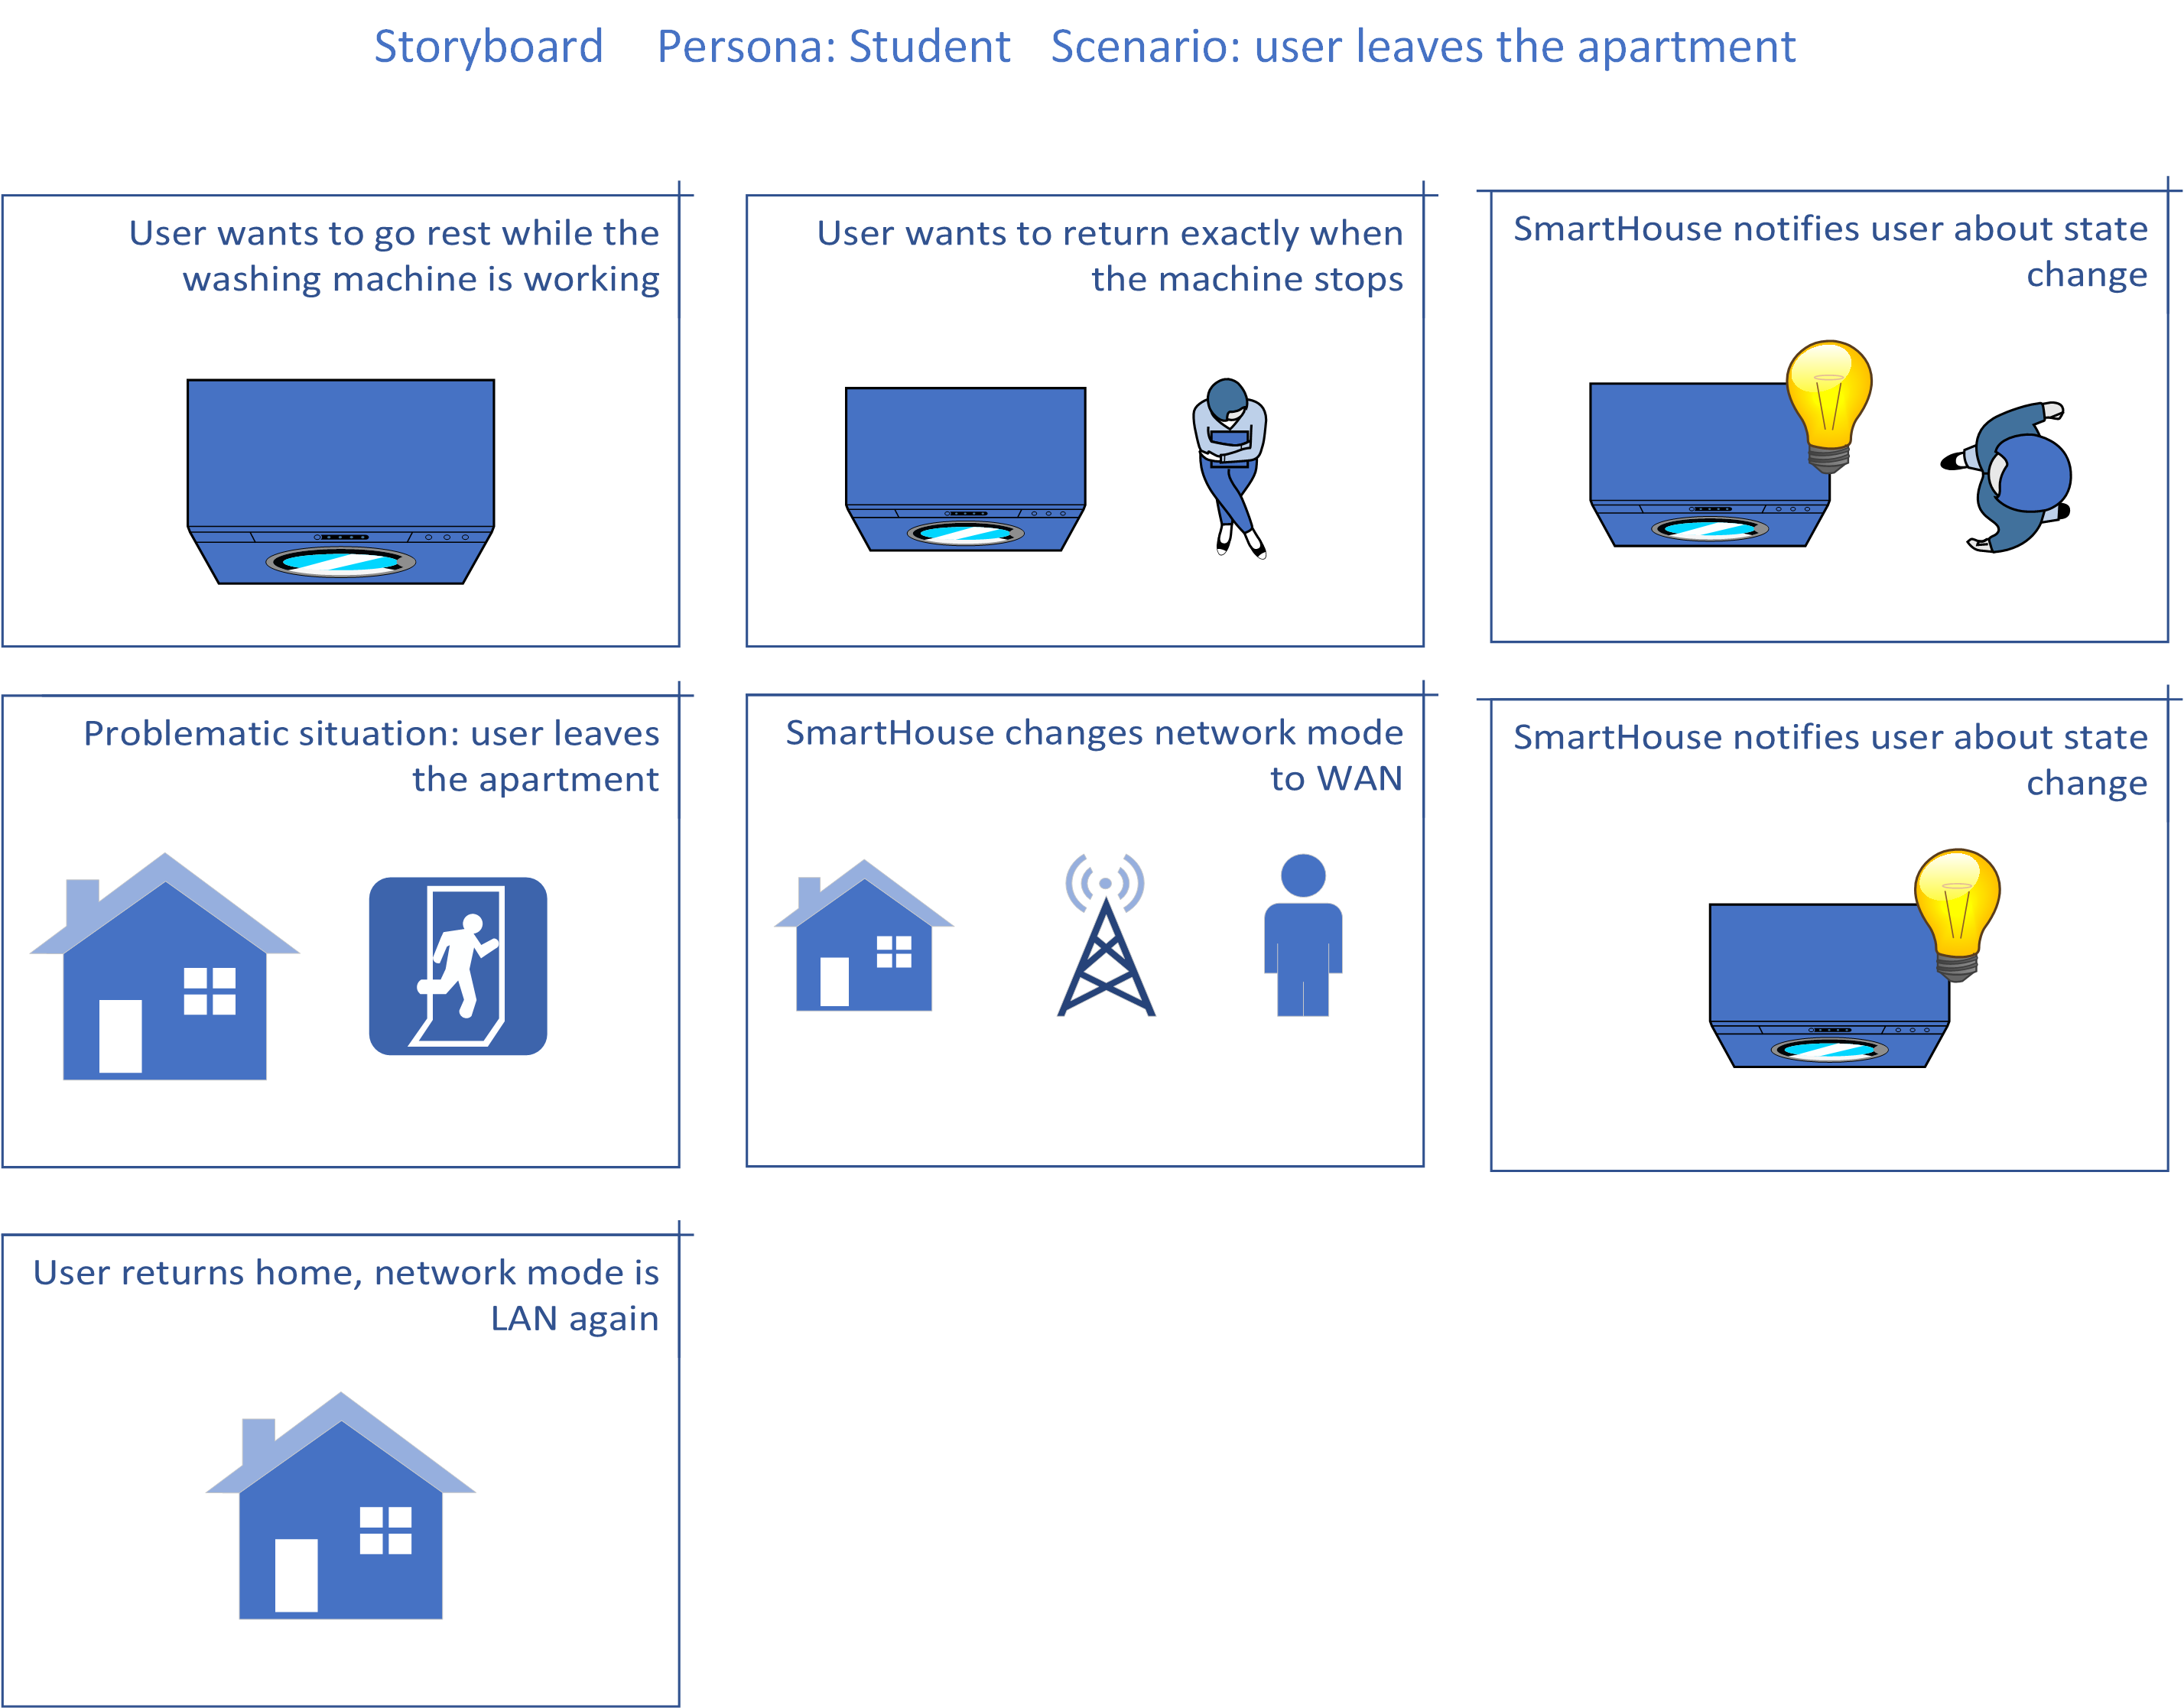 Storyboard Persona: Student Scenario: user leaves the apartment
User wants to go rest while the
washing machine is working
User wants to return exactly when
the machine stops
SmartHouse notifies user about state
change
Problematic situation: user leaves
the apartment
SmartHouse changes network mode
to WAN
SmartHouse notifies user about state
change
User returns home, network mode is
LAN again